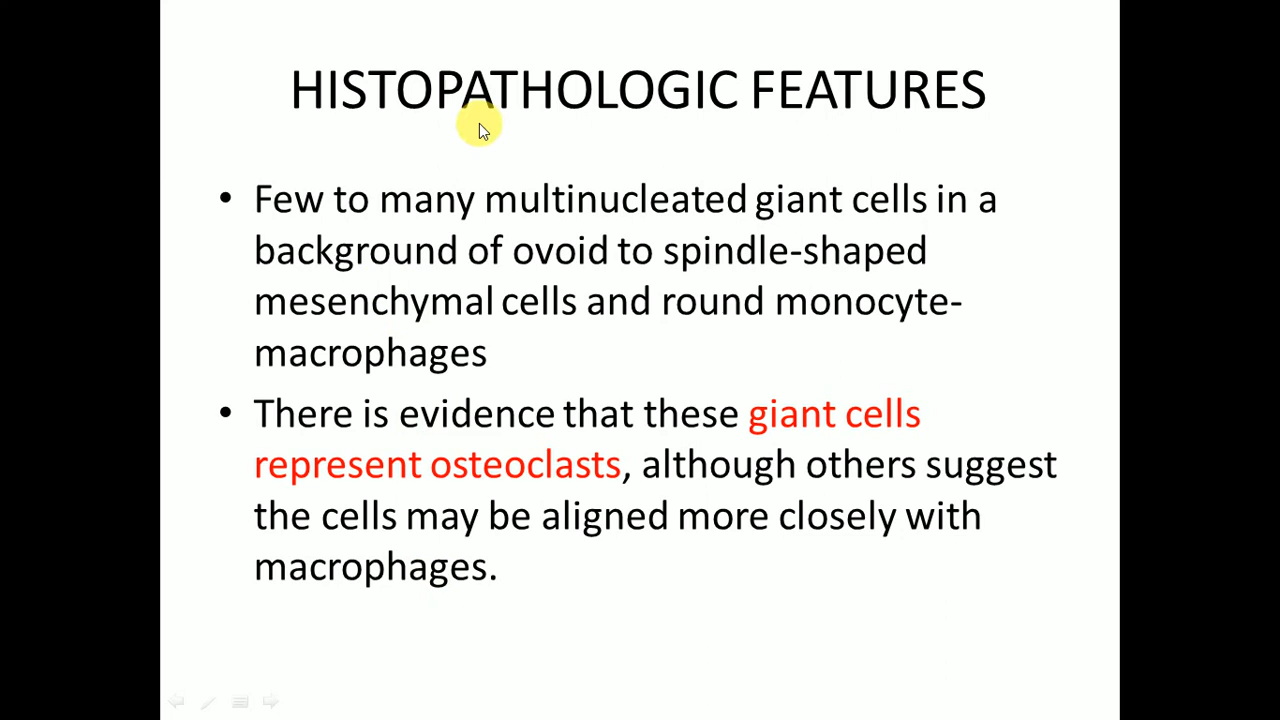 HISTOPATHOLOGIC FEATURES
• Few to many multinucleated giant cells in a
background of ovoid to spindle-shaped
mesenchymal cells and round monocyte-
macrophages
• There is evidence that these giant cells
represent osteoclasts, although others suggest
the cells may be aligned more closely with
macrophages.